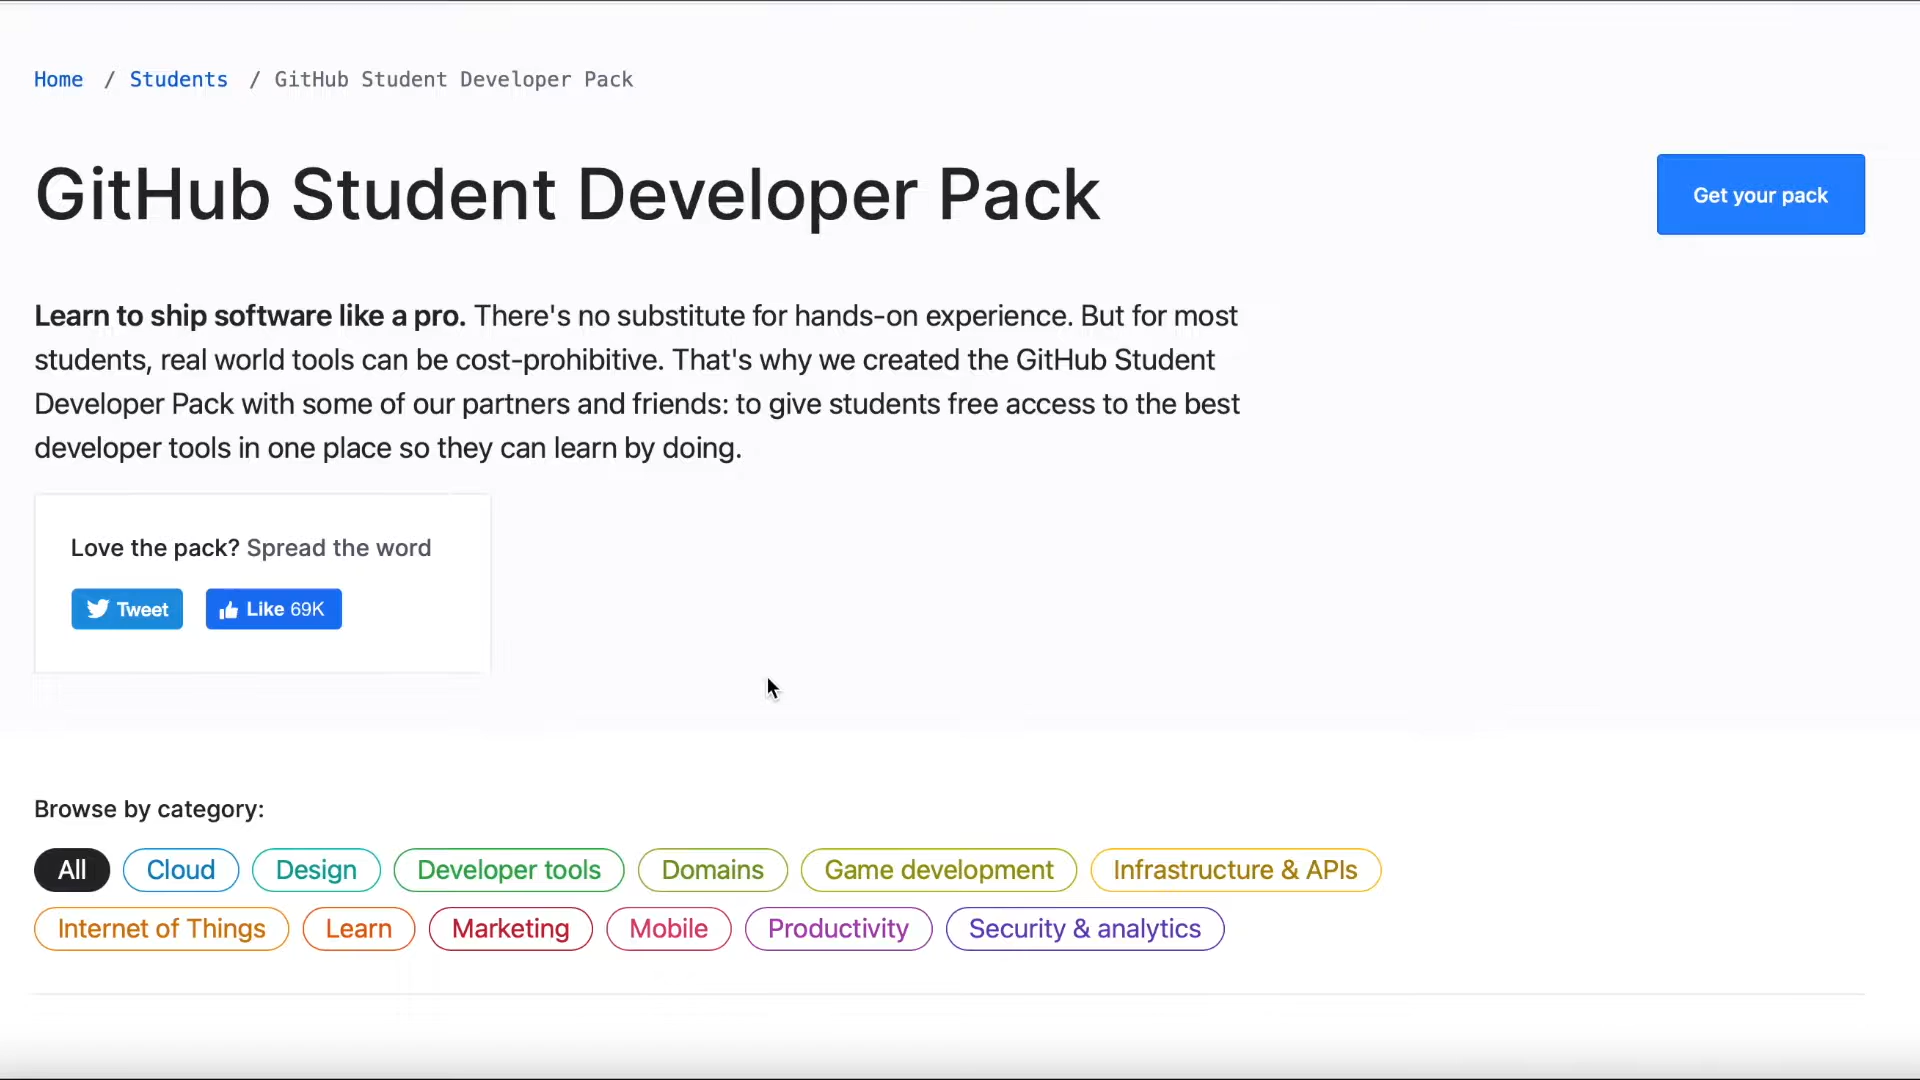 Home / Students / GitHub Student Developer Pack
GitHub Student Developer Pack
Get your pack
Learn to ship software like a pro. There's no substitute for hands-on experience. But for most
students, real world tools can be cost-prohibitive. That's why we created the GitHub Student
Developer Pack with some of our partners and friends: to give students free access to the best
developer tools in one place so they can learn by doing.
Love the pack? Spread the word
Tweet Like 69K
Browse by category:
All Cloud Design Developer tools Domains Game development Infrastructure & APIs
Internet of Things Learn Marketing Mobile Productivity Security & analytics